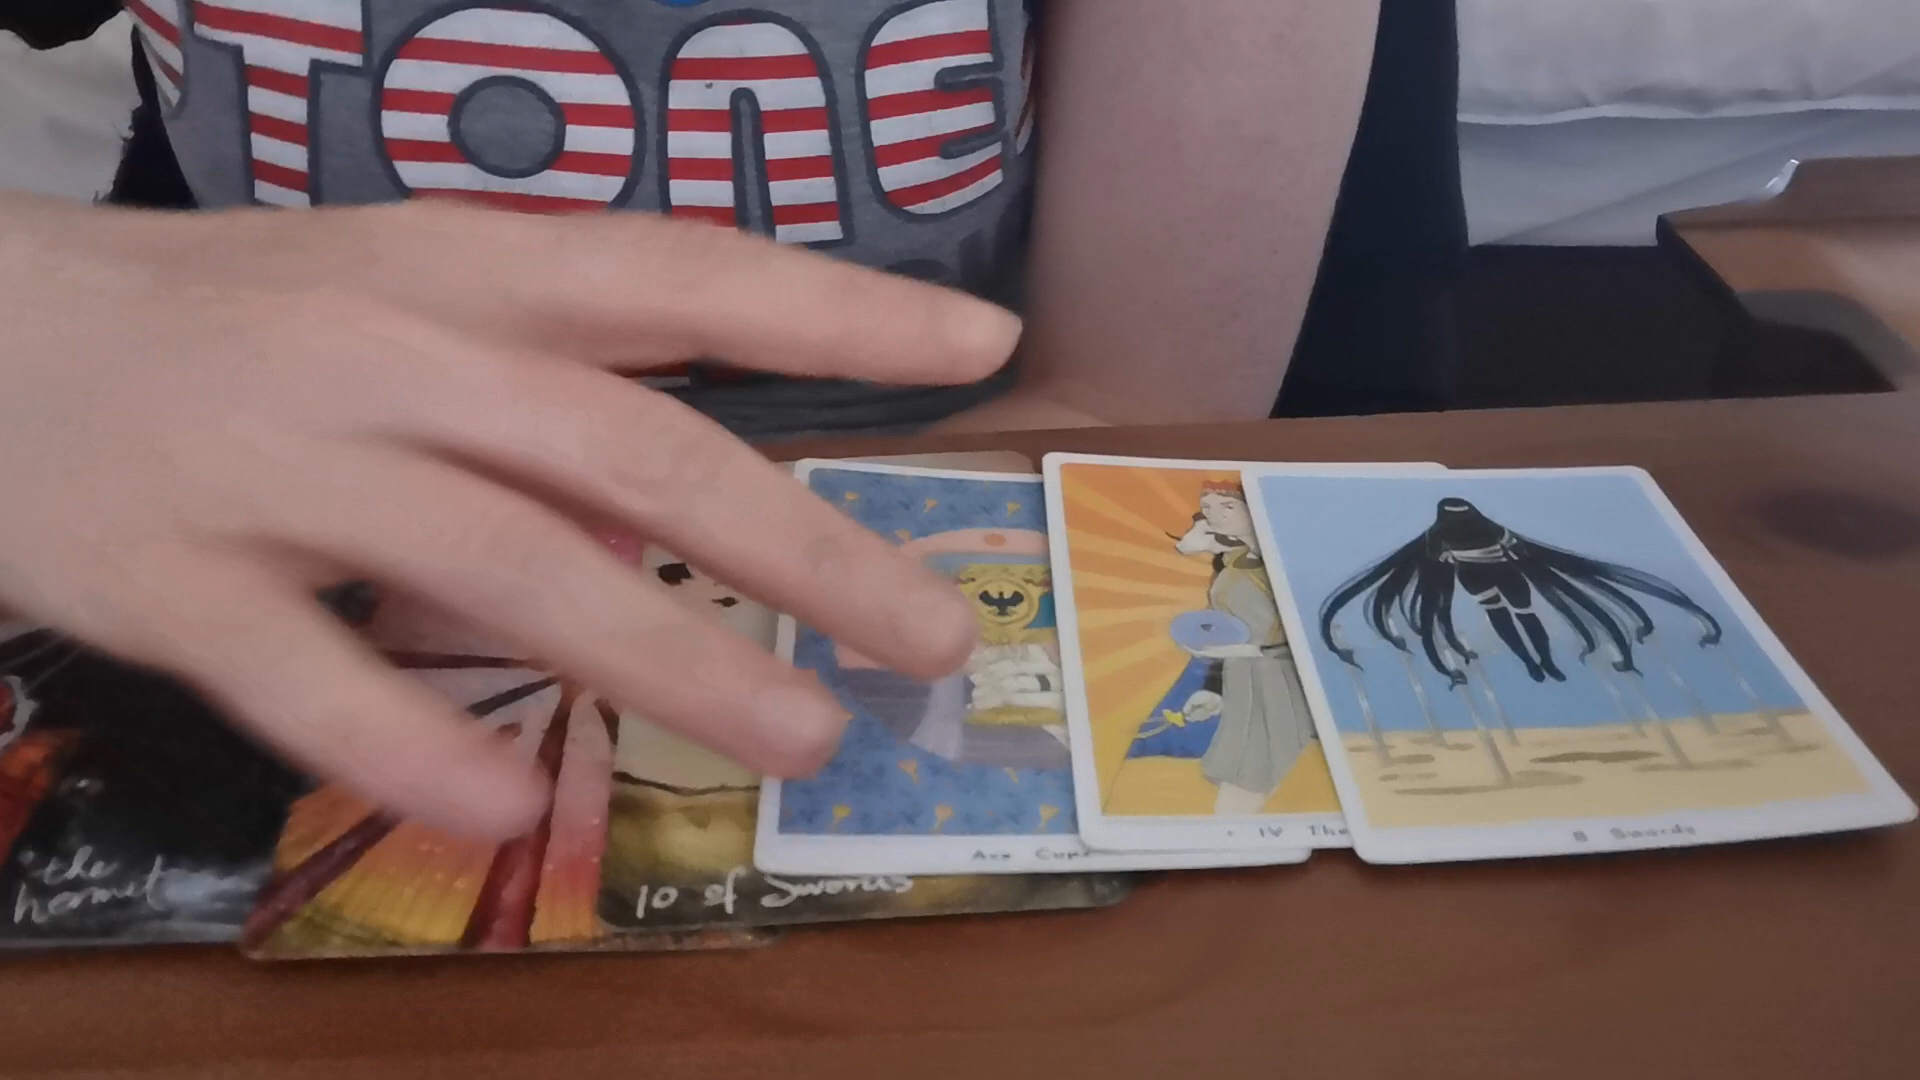 TONE
the
hermit
10 of Swords
Ace Cups
IV The
8 Swords